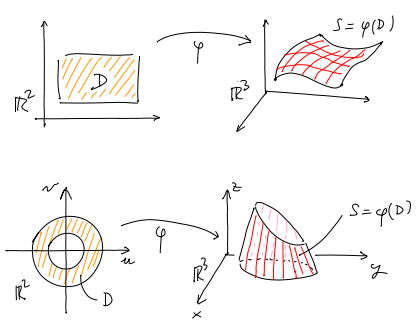 S = φ(D)
φ
D
ℝ²
ℝ³
v
z
φ
S = φ(D)
u
y
ℝ²
D
ℝ³
x